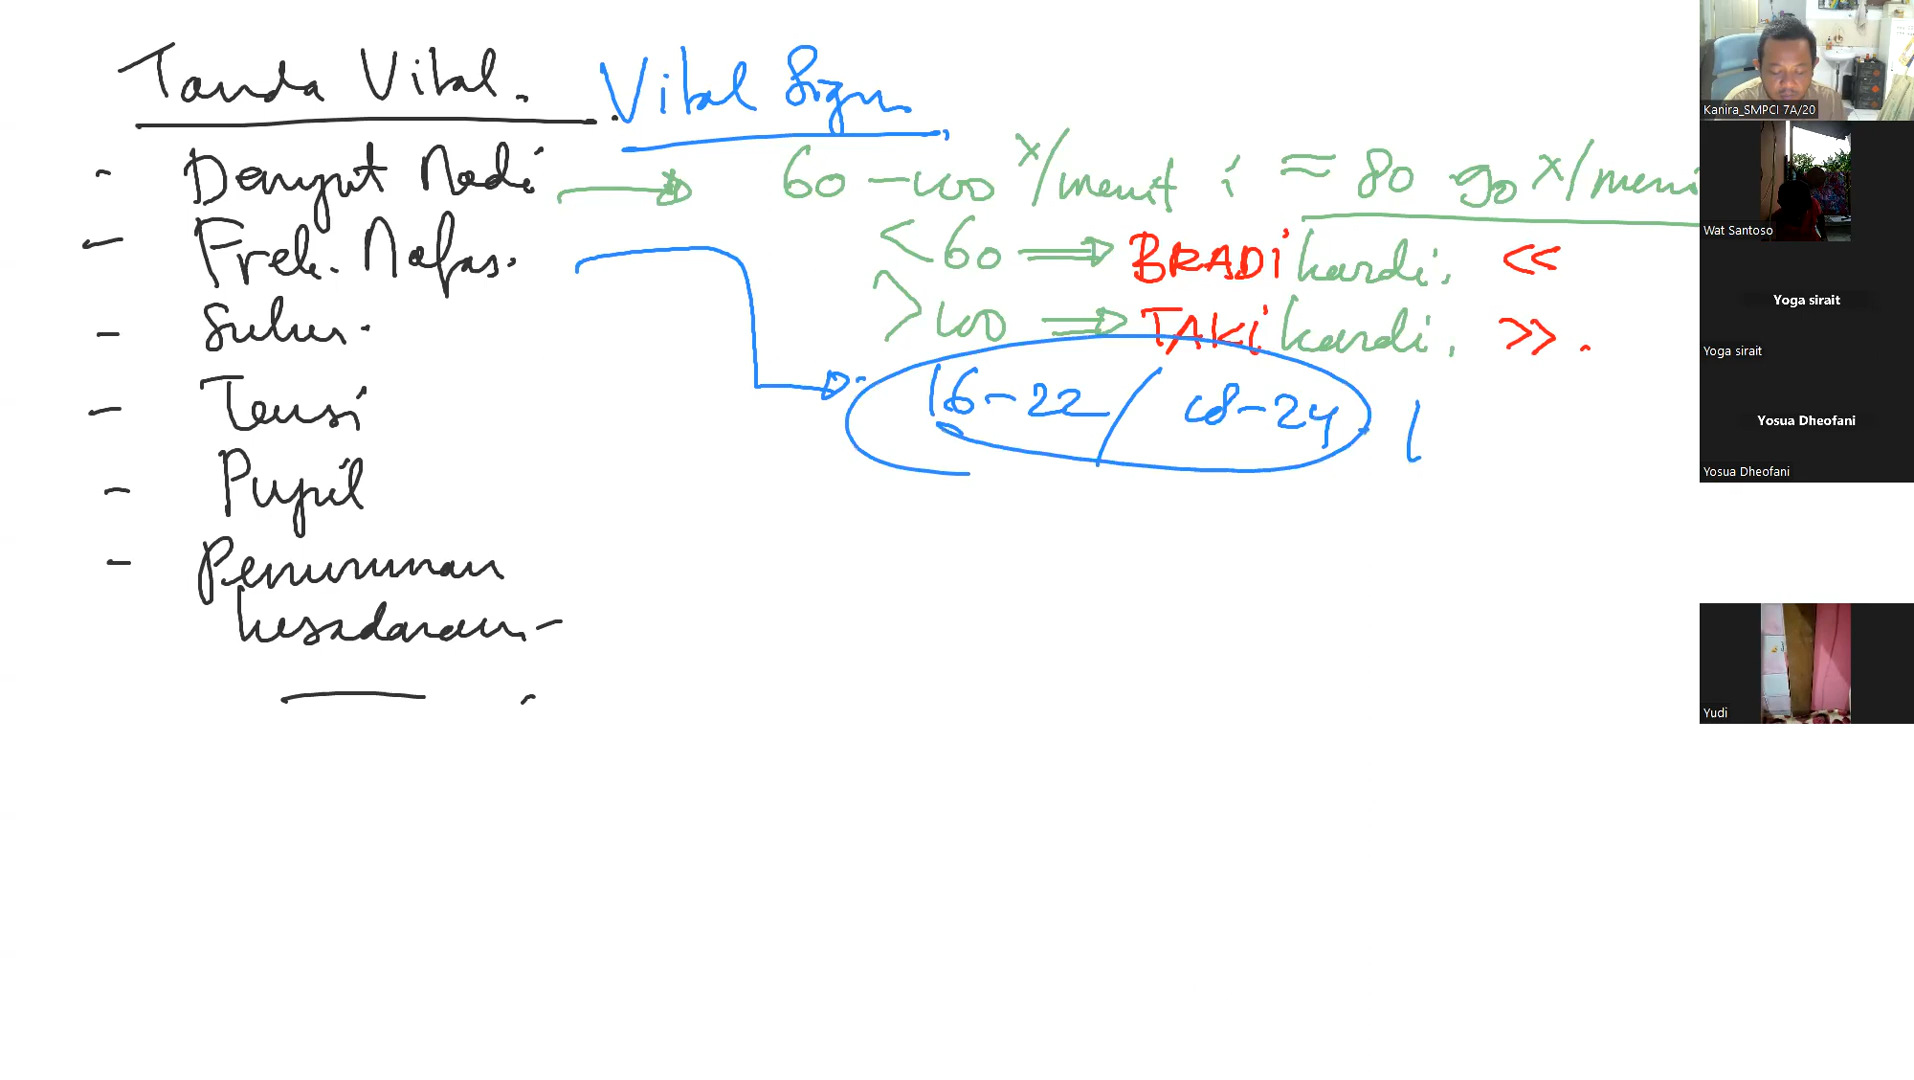 Tanda Vital. Vital Sign
- Denyut Nadi → 60 - 100 x/menit ; ≈ 80 90 x/meni
- Frek. Nafas.
< 60 ⇒ BRADIkardi. <<
- Suhu.
> 100 ⇒ TAKIkardi. >>.
- Tensi
16-22 / 18-24 (
- Pupil
- Penurunan
kesadaran -
Kanira_SMPCI 7A/20
Wat Santoso
Yoga sirait
Yoga sirait
Yosua Dheofani
Yosua Dheofani
Yudi